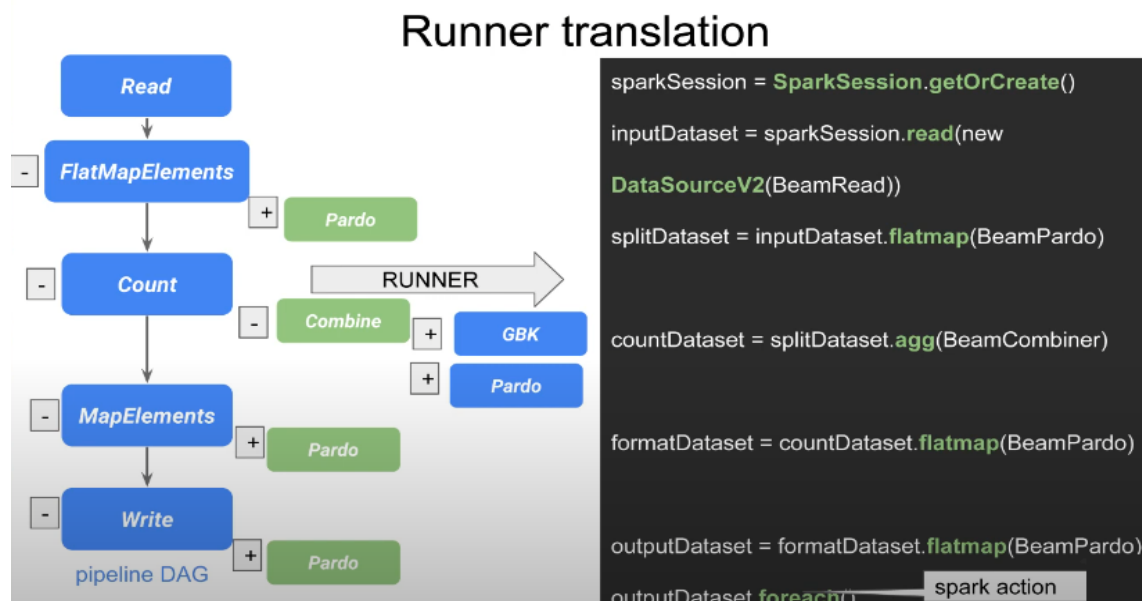 Runner translation
Read
-
FlatMapElements
+
Pardo
-
Count
RUNNER
-
Combine
+
GBK
+
Pardo
-
MapElements
+
Pardo
-
Write
+
Pardo
pipeline DAG
sparkSession = SparkSession.getOrCreate()
inputDataset = sparkSession.read(new
DataSourceV2(BeamRead))
splitDataset = inputDataset.flatmap(BeamPardo)
countDataset = splitDataset.agg(BeamCombiner)
formatDataset = countDataset.flatmap(BeamPardo)
outputDataset = formatDataset.flatmap(BeamPardo)
outputDataset.foreach()
spark action